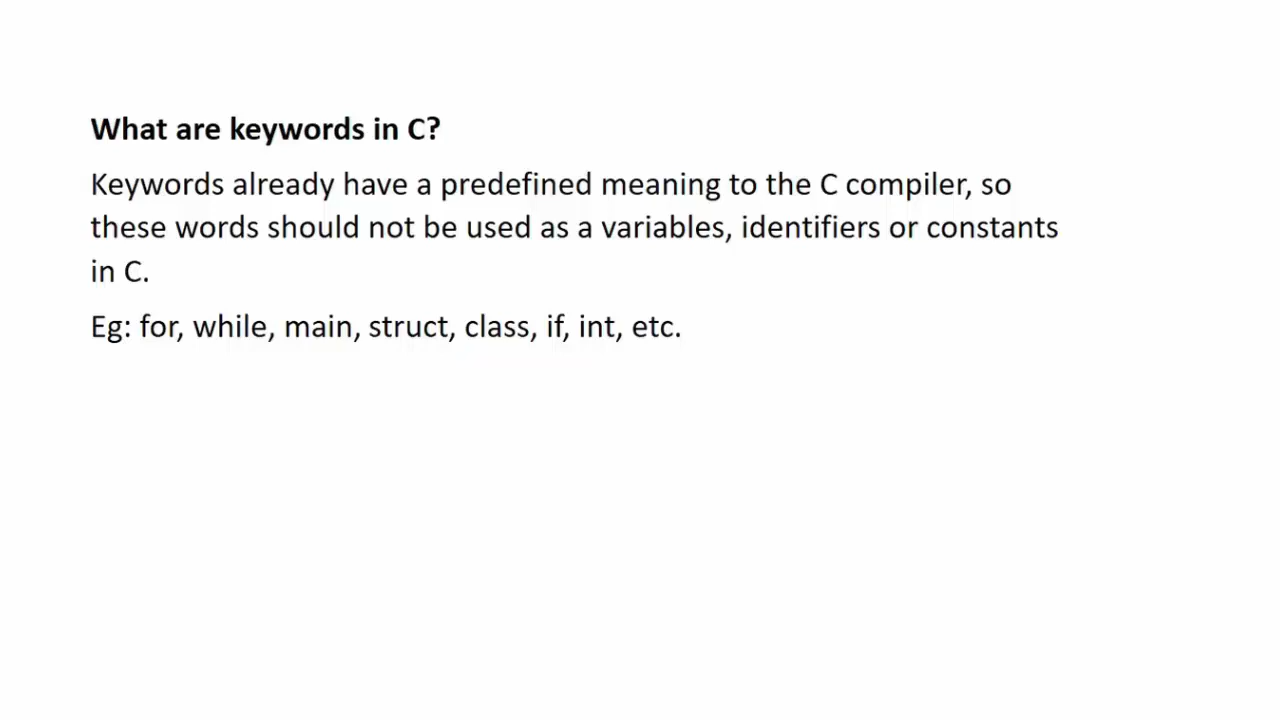 What are keywords in C?
Keywords already have a predefined meaning to the C compiler, so
these words should not be used as a variables, identifiers or constants
in C.
Eg: for, while, main, struct, class, if, int, etc.